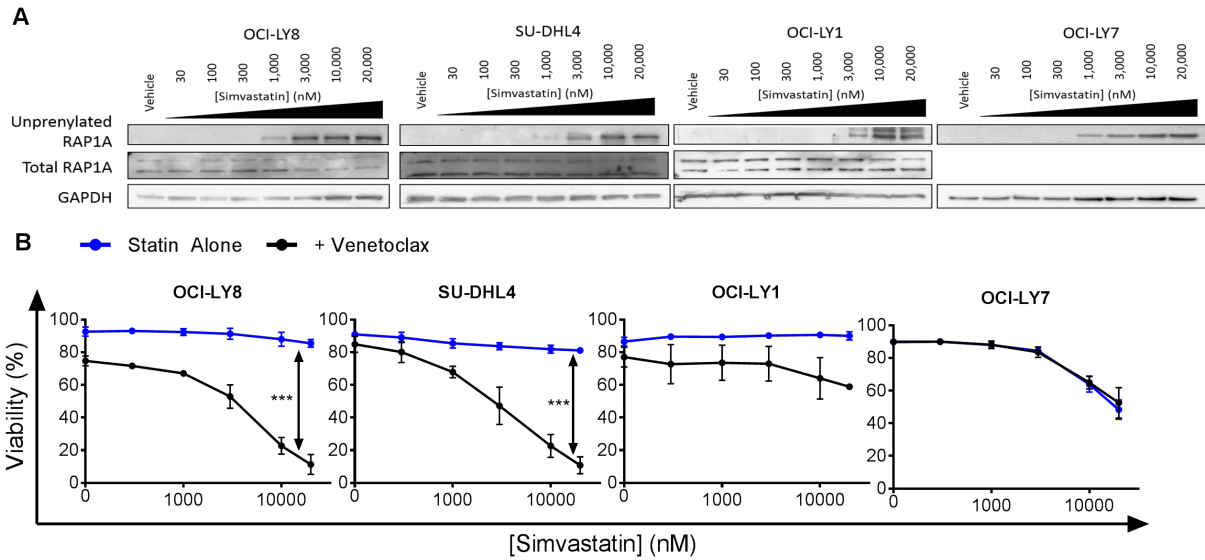 A
OCI-LY8 SU-DHL4 OCI-LY1 OCI-LY7
Vehicle 30 100 300 1,000 3,000 10,000 20,000 Vehicle 30 100 300 1,000 3,000 10,000 20,000 Vehicle 30 100 300 1,000 3,000 10,000 20,000 Vehicle 30 100 300 1,000 3,000 10,000 20,000
[Simvastatin] (nM) [Simvastatin] (nM) [Simvastatin] (nM) [Simvastatin] (nM)
Unprenylated
RAP1A
Total RAP1A
GAPDH
B Statin Alone + Venetoclax
OCI-LY8 SU-DHL4 OCI-LY1 OCI-LY7
Viability (%)
100 100 100 100
80 80 80 80
60 60 60 60
*** ***
40 40 40 40
20 20 20 20
0 0 0 0
0 1000 10000 0 1000 10000 0 1000 10000 0 1000 10000
[Simvastatin] (nM)